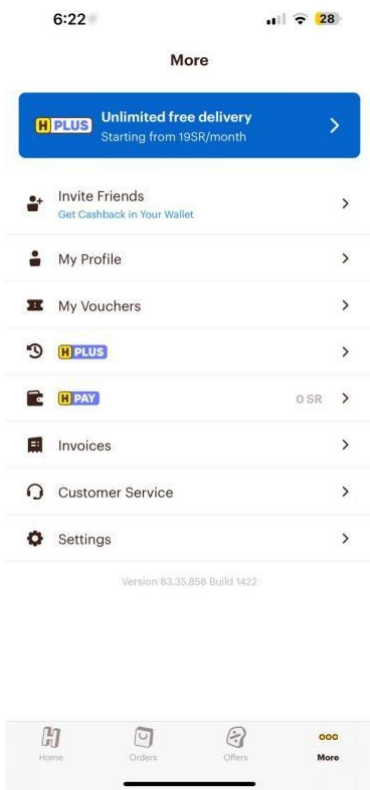 6:22
28
More
H PLUS
Unlimited free delivery
Starting from 19SR/month
Invite Friends
Get Cashback in Your Wallet
My Profile
My Vouchers
H PLUS
H PAY 0 SR
Invoices
Customer Service
Settings
Version 83.35.858 Build 1422
Home Orders Offers More